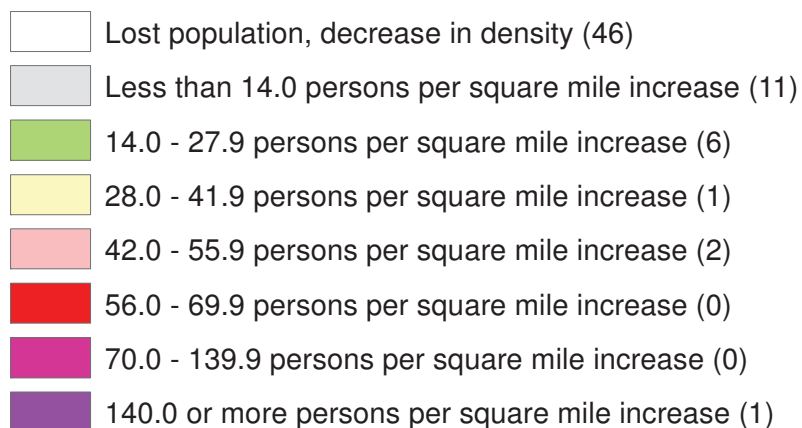 Lost population, decrease in density (46)
Less than 14.0 persons per square mile increase (11)
14.0 - 27.9 persons per square mile increase (6)
28.0 - 41.9 persons per square mile increase (1)
42.0 - 55.9 persons per square mile increase (2)
56.0 - 69.9 persons per square mile increase (0)
70.0 - 139.9 persons per square mile increase (0)
140.0 or more persons per square mile increase (1)